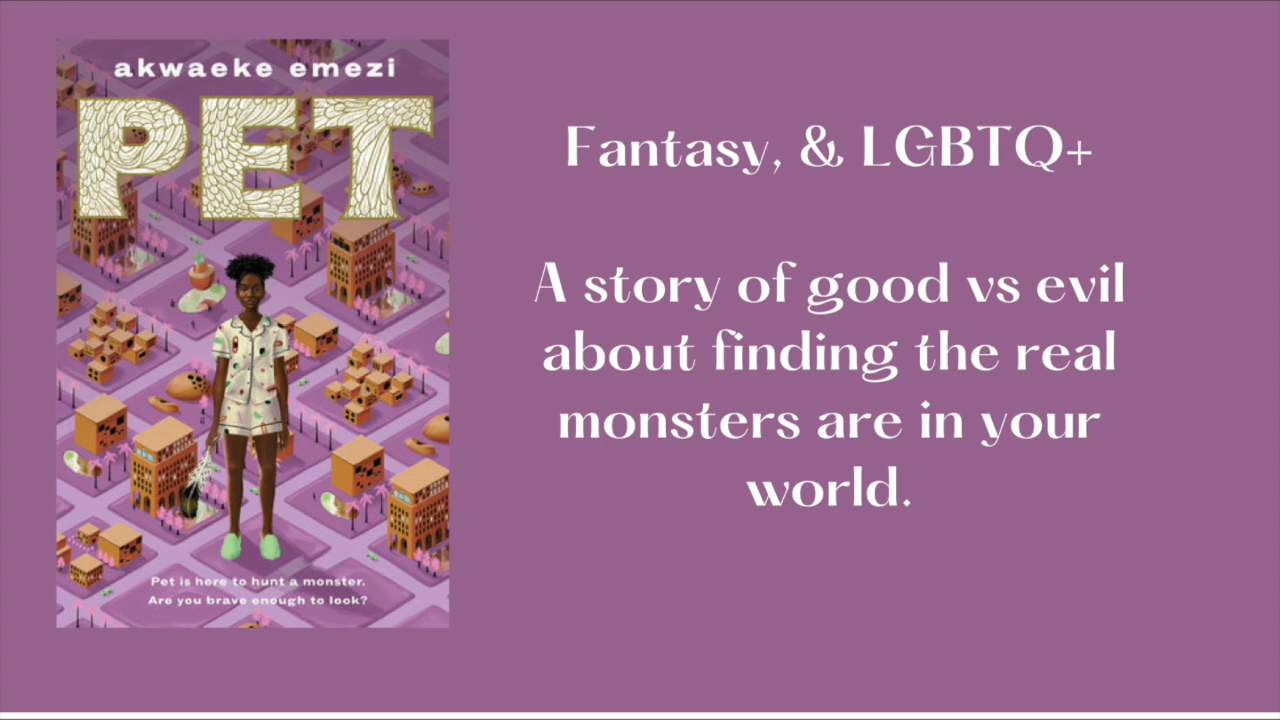 akwaeke emezi
PET
Pet is here to hunt a monster.
Are you brave enough to look?
Fantasy, & LGBTQ+
A story of good vs evil
about finding the real
monsters are in your
world.